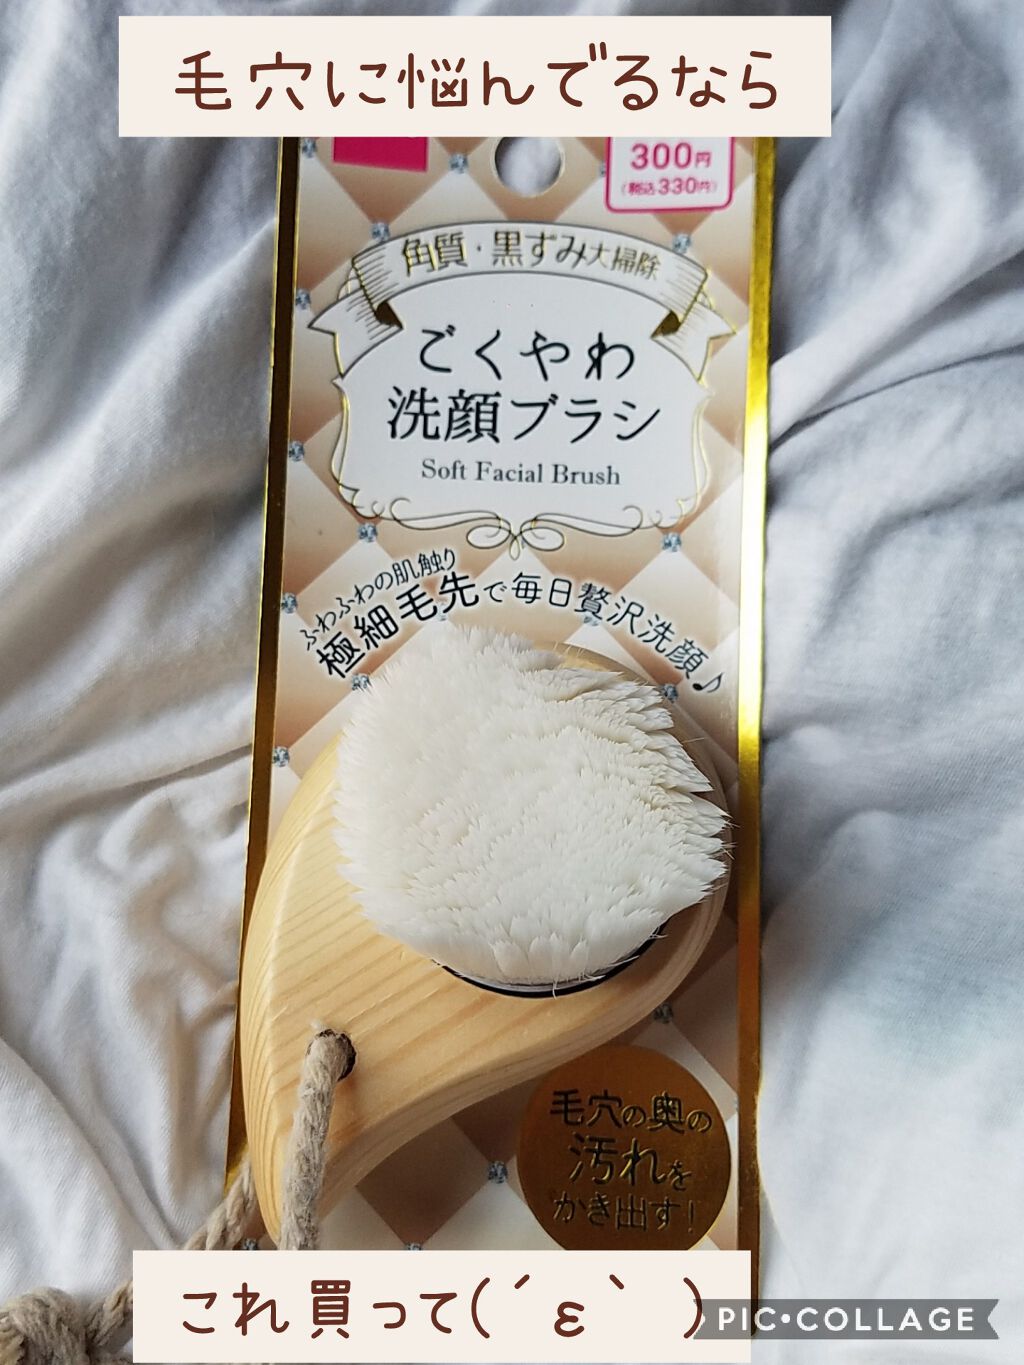 毛穴に悩んでるなら
300円
(税込330円)
角質・黒ずみ大掃除
ごくやわ
洗顔ブラシ
Soft Facial Brush
ふわふわの肌触り
極細毛先で毎日贅沢洗顔♪
毛穴の奥の
汚れを
かき出す!
これ買って(´ε｀ )
PIC•COLLAGE